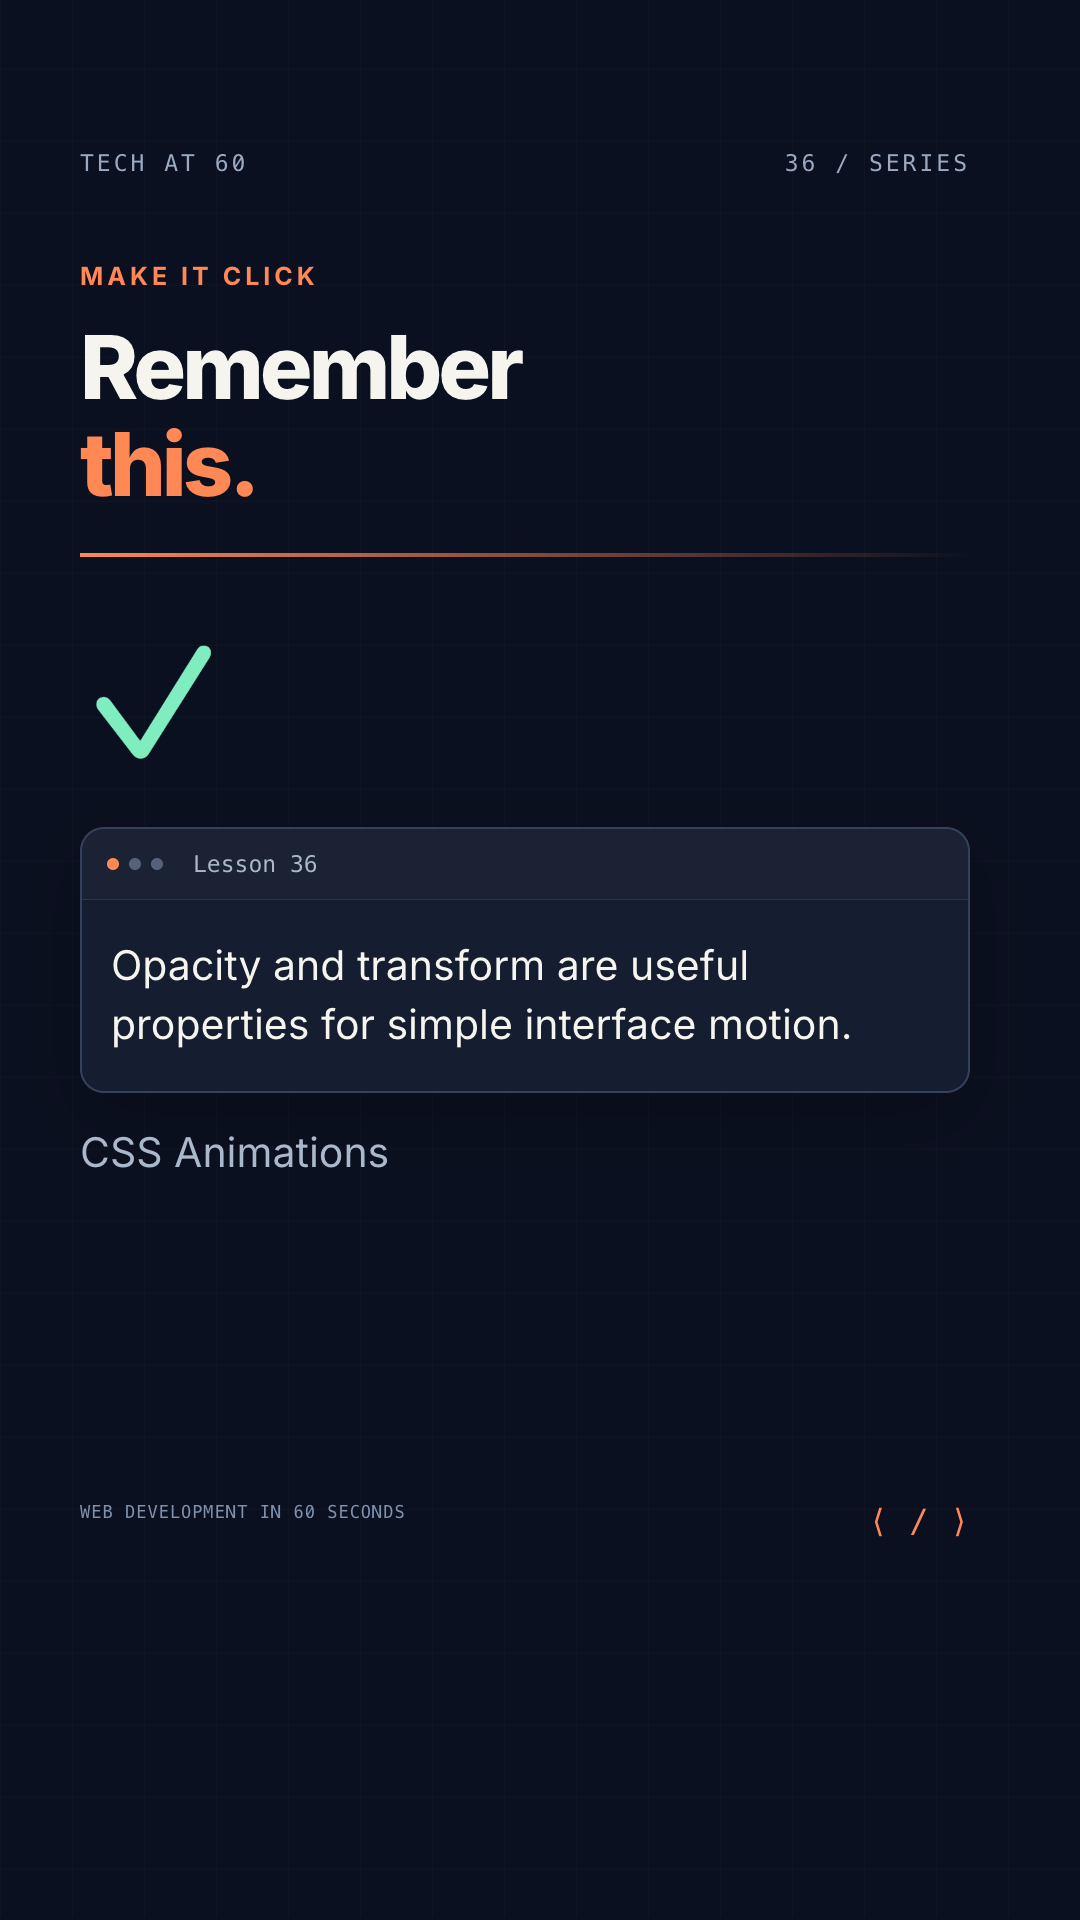 TECH AT 60
36 / SERIES
MAKE IT CLICK
Remember
this.
Lesson 36
Opacity and transform are useful
properties for simple interface motion.
CSS Animations
WEB DEVELOPMENT IN 60 SECONDS
⟨ / ⟩